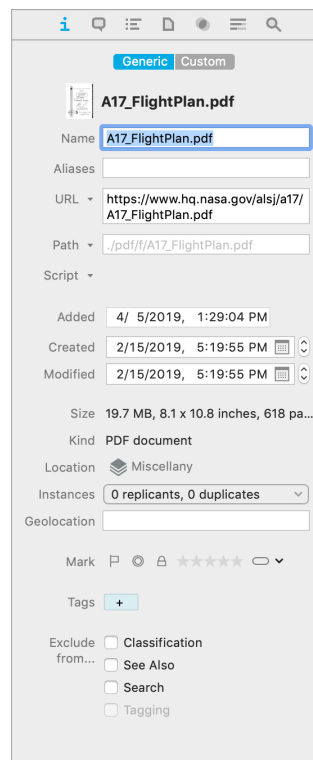 Generic Custom
A17_FlightPlan.pdf
Name A17_FlightPlan.pdf
Aliases
URL https://www.hq.nasa.gov/alsj/a17/
A17_FlightPlan.pdf
Path ./pdf/f/A17_FlightPlan.pdf
Script
Added 4/ 5/2019, 1:29:04 PM
Created 2/15/2019, 5:19:55 PM
Modified 2/15/2019, 5:19:55 PM
Size 19.7 MB, 8.1 x 10.8 inches, 618 pa...
Kind PDF document
Location Miscellany
Instances 0 replicants, 0 duplicates
Geolocation
Mark
Tags +
Exclude from... Classification
See Also
Search
Tagging